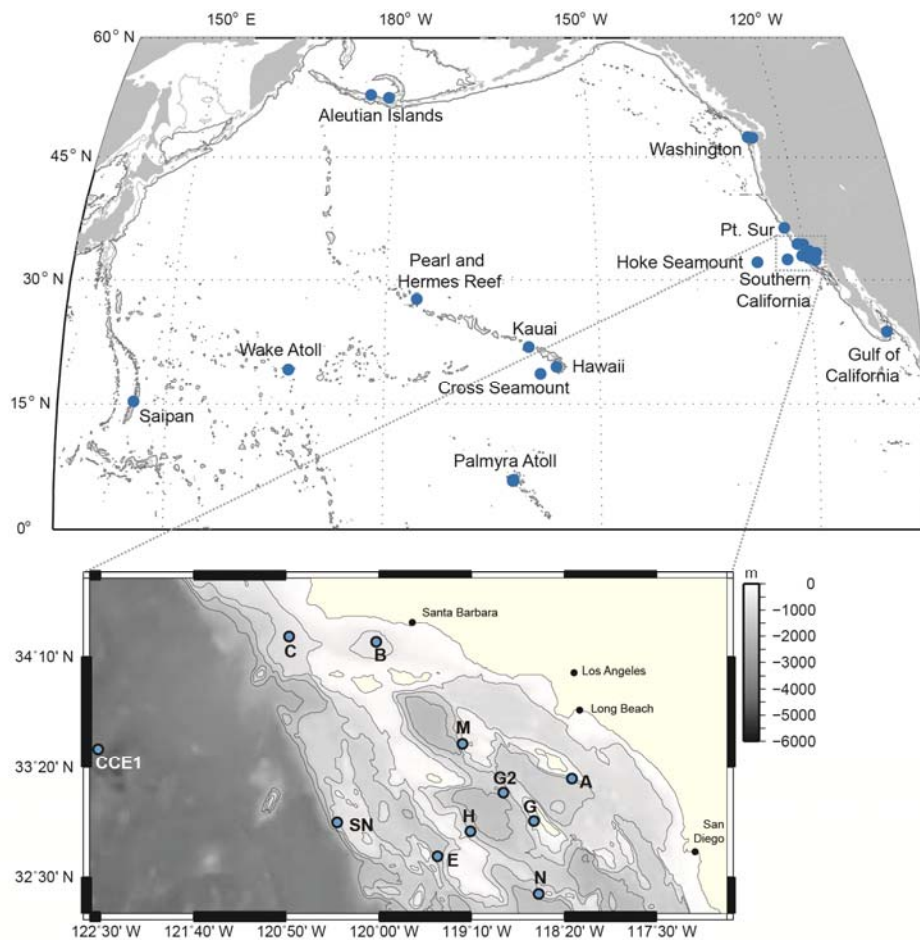 150° E 180° 150° W 120° W
60° N
Aleutian Islands
45° N
Washington
Pt. Sur
Pearl and
Hermes Reef
Hoke Seamount
Southern
California
30° N
Kauai
Wake Atoll
Hawaii
Gulf of
California
Cross Seamount
15° N
Saipan
Palmyra Atoll
0°
m
0
−1000
−2000
−3000
−4000
−5000
−6000
Santa Barbara
C
B
34°10' N
Los Angeles
Long Beach
M
CCE1
33°20' N
A
G2
G
H
SN
San
Diego
E
32°30' N
N
122°30' W 121°40' W 120°50' W 120°00' W 119°10' W 118°20' W 117°30' W